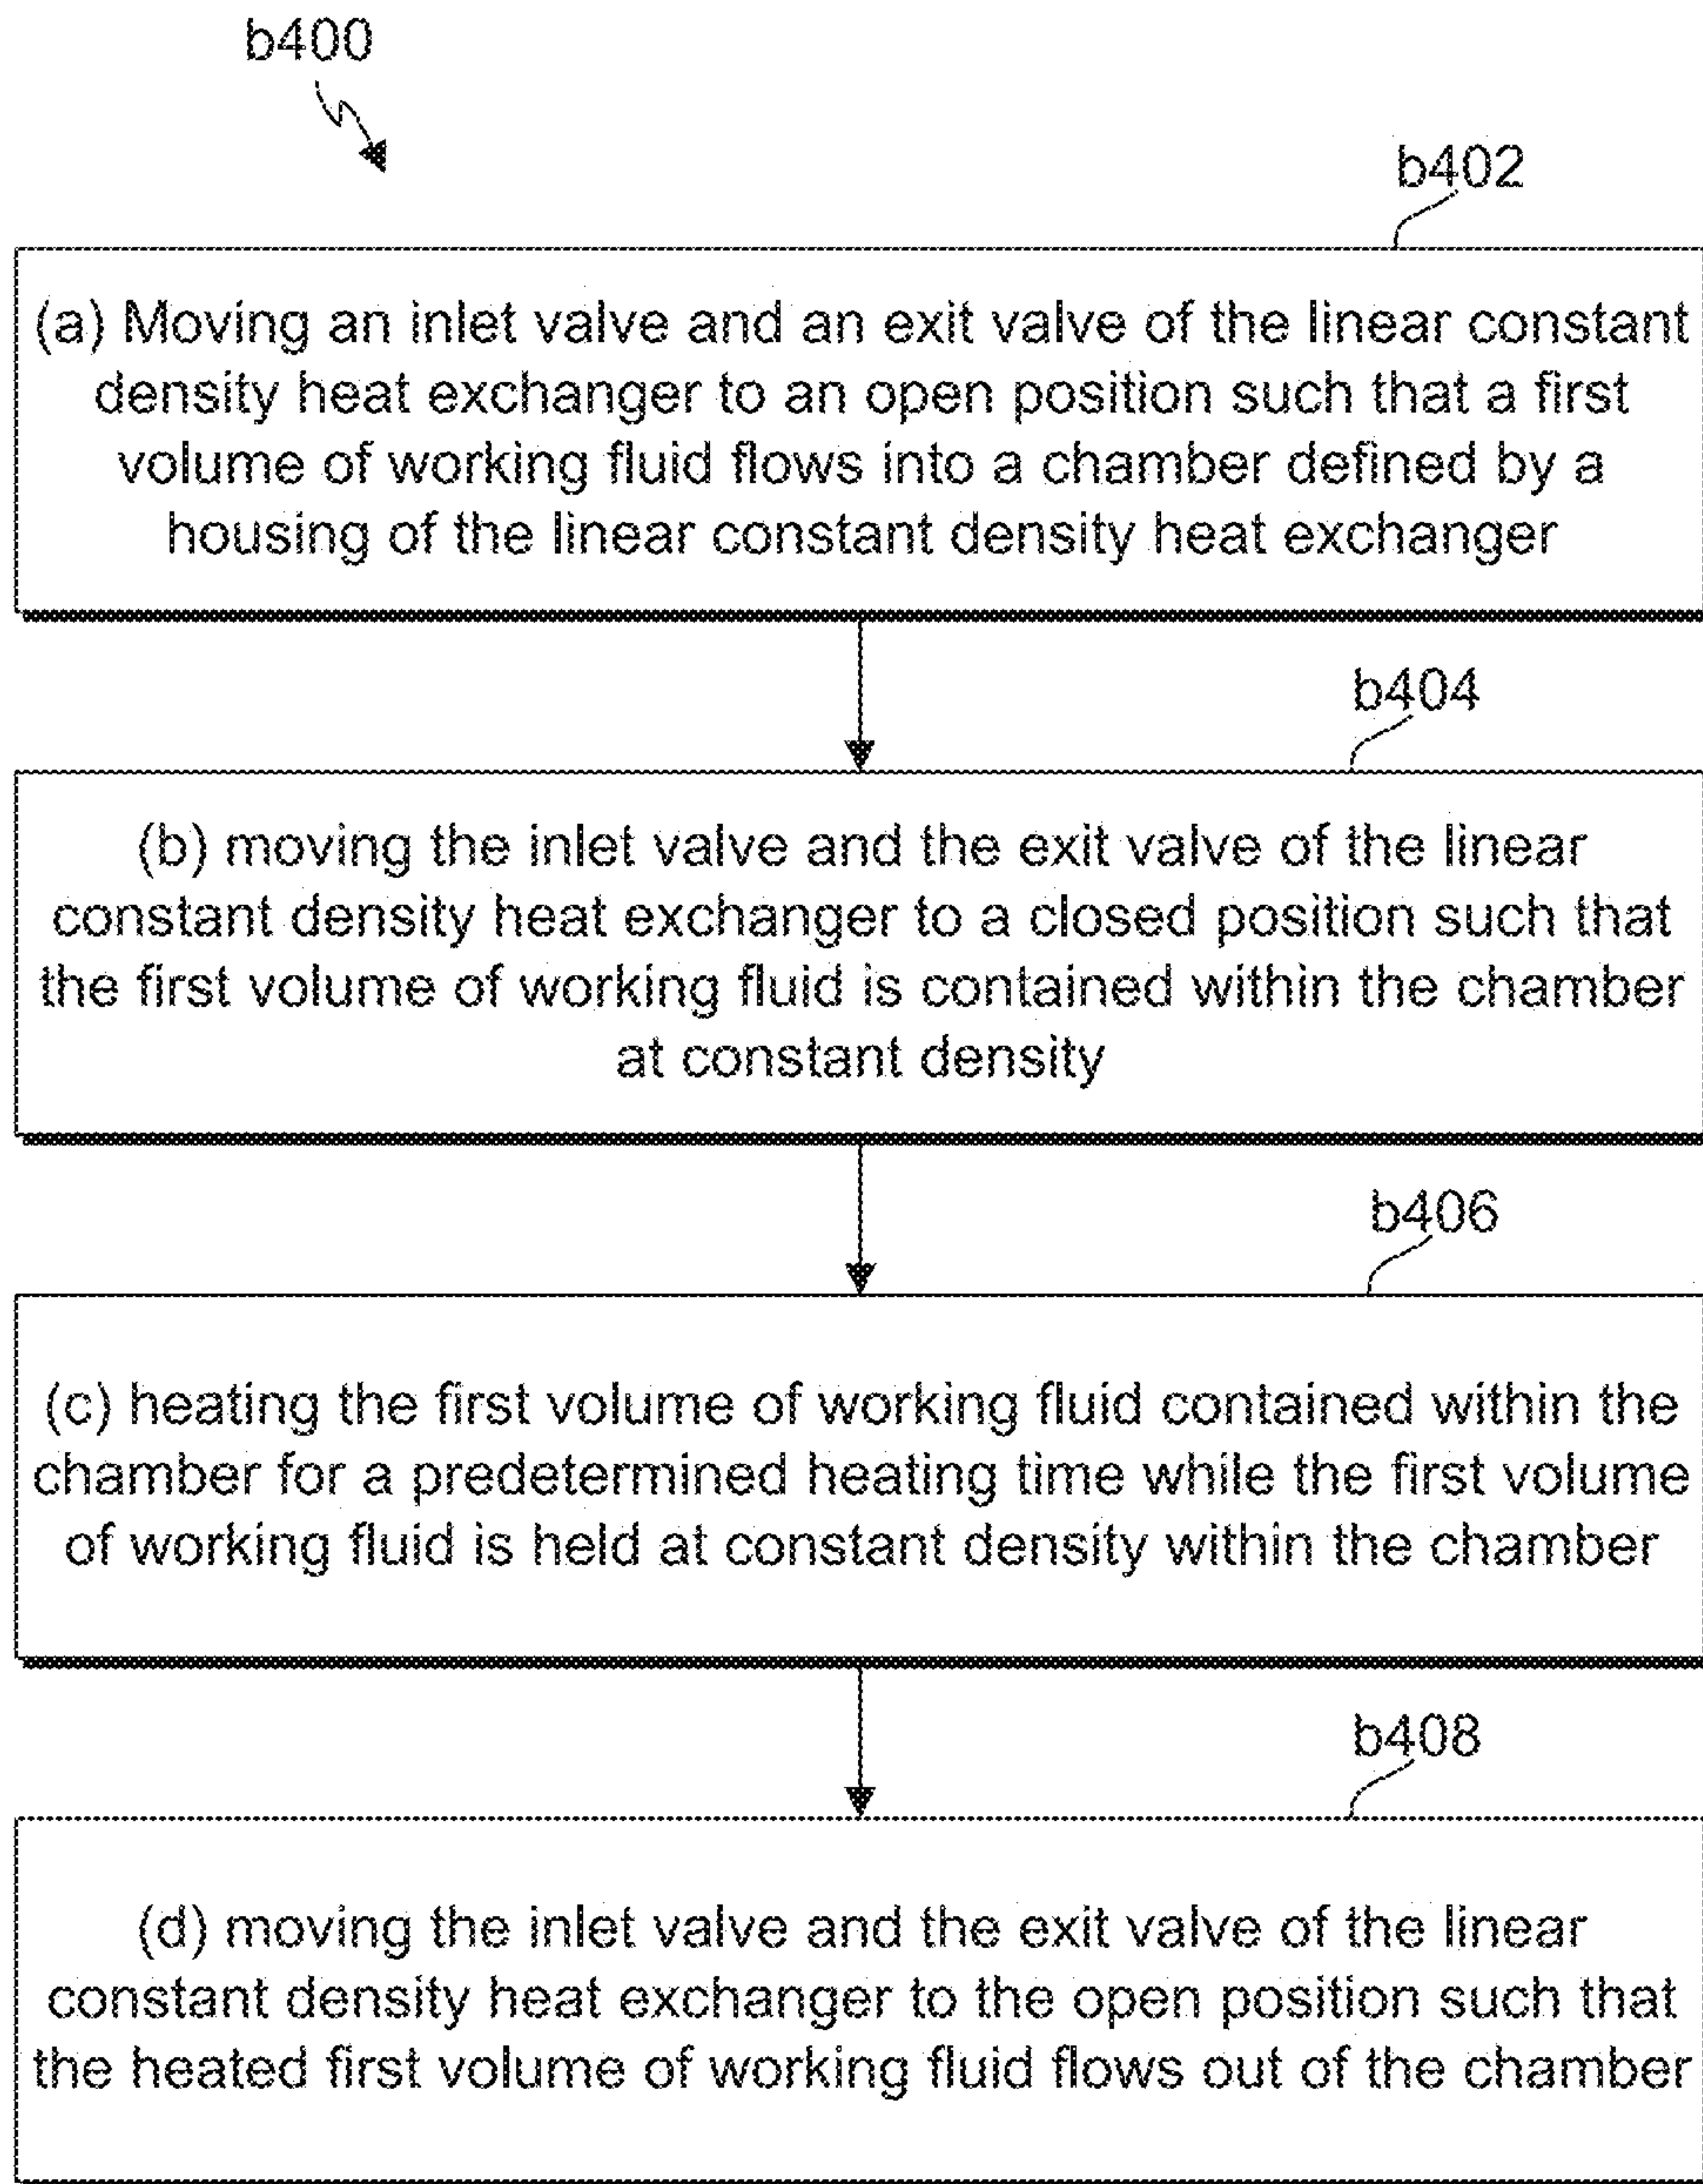 b400
b402
(a) Moving an inlet valve and an exit valve of the linear constant
density heat exchanger to an open position such that a first
volume of working fluid flows into a chamber defined by a
housing of the linear constant density heat exchanger
b404
(b) moving the inlet valve and the exit valve of the linear
constant density heat exchanger to a closed position such that
the first volume of working fluid is contained within the chamber
at constant density
b406
(c) heating the first volume of working fluid contained within the
chamber for a predetermined heating time while the first volume
of working fluid is held at constant density within the chamber
b408
(d) moving the inlet valve and the exit valve of the linear
constant density heat exchanger to the open position such that
the heated first volume of working fluid flows out of the chamber